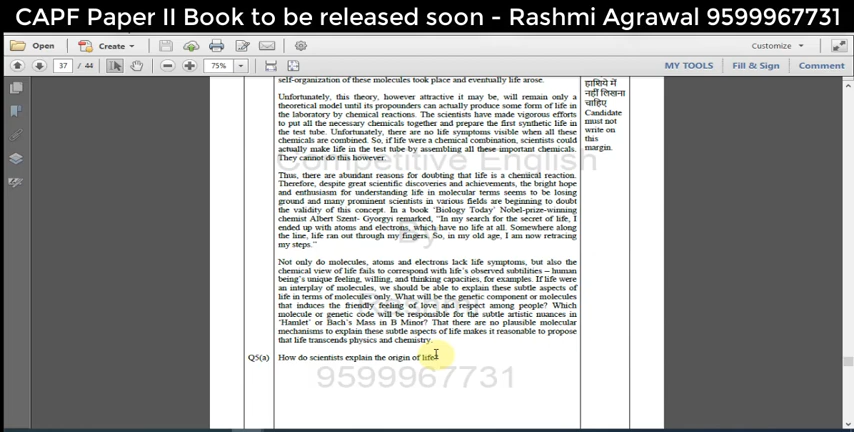 CAPF Paper II Book to be released soon - Rashmi Agrawal 9599967731
Open
Create
Customize
37 / 44
75%
MY TOOLS
Fill & Sign
Comment
self-organization of these molecules took place and eventually life arose.
Unfortunately, this theory, however attractive it may be, will remain only a
theoretical model until its propounders can actually produce some form of life in
the laboratory by chemical reactions. The scientists have made vigorous efforts
to put all the necessary chemicals together and prepare the first synthetic life in
the test tube. Unfortunately, there are no life symptoms visible when all these
chemicals are combined. So, if life were a chemical combination, scientists could
actually make life in the test tube by assembling all these important chemicals.
They cannot do this however.
Thus, there are abundant reasons for doubting that life is a chemical reaction.
Therefore, despite great scientific discoveries and achievements, the bright hope
and enthusiasm for understanding life in molecular terms seems to be losing
ground and many prominent scientists in various fields are beginning to doubt
the validity of this concept. In a book 'Biology Today' Nobel-prize-winning
chemist Albert Szent- Gyorgyi remarked, "In my search for the secret of life, I
ended up with atoms and electrons, which have no life at all. Somewhere along
the line, life ran out through my fingers. So, in my old age, I am now retracing
my steps."
Not only do molecules, atoms and electrons lack life symptoms, but also the
chemical view of life fails to correspond with life's observed subtilities – human
being's unique feeling, willing, and thinking capacities, for examples. If life were
an interplay of molecules, we should be able to explain these subtle aspects of
life in terms of molecules only. What will be the genetic component or molecules
that induces the friendly feeling of love and respect among people? Which
molecule or genetic code will be responsible for the subtle artistic nuances in
'Hamlet' or Bach's Mass in B Minor? That there are no plausible molecular
mechanisms to explain these subtle aspects of life makes it reasonable to propose
that life transcends physics and chemistry.
Q5(a) How do scientists explain the origin of life
हाशिये में
नहीं लिखना
चाहिए
Candidate
must not
write on
this
margin.
Competitive English
By
9599967731